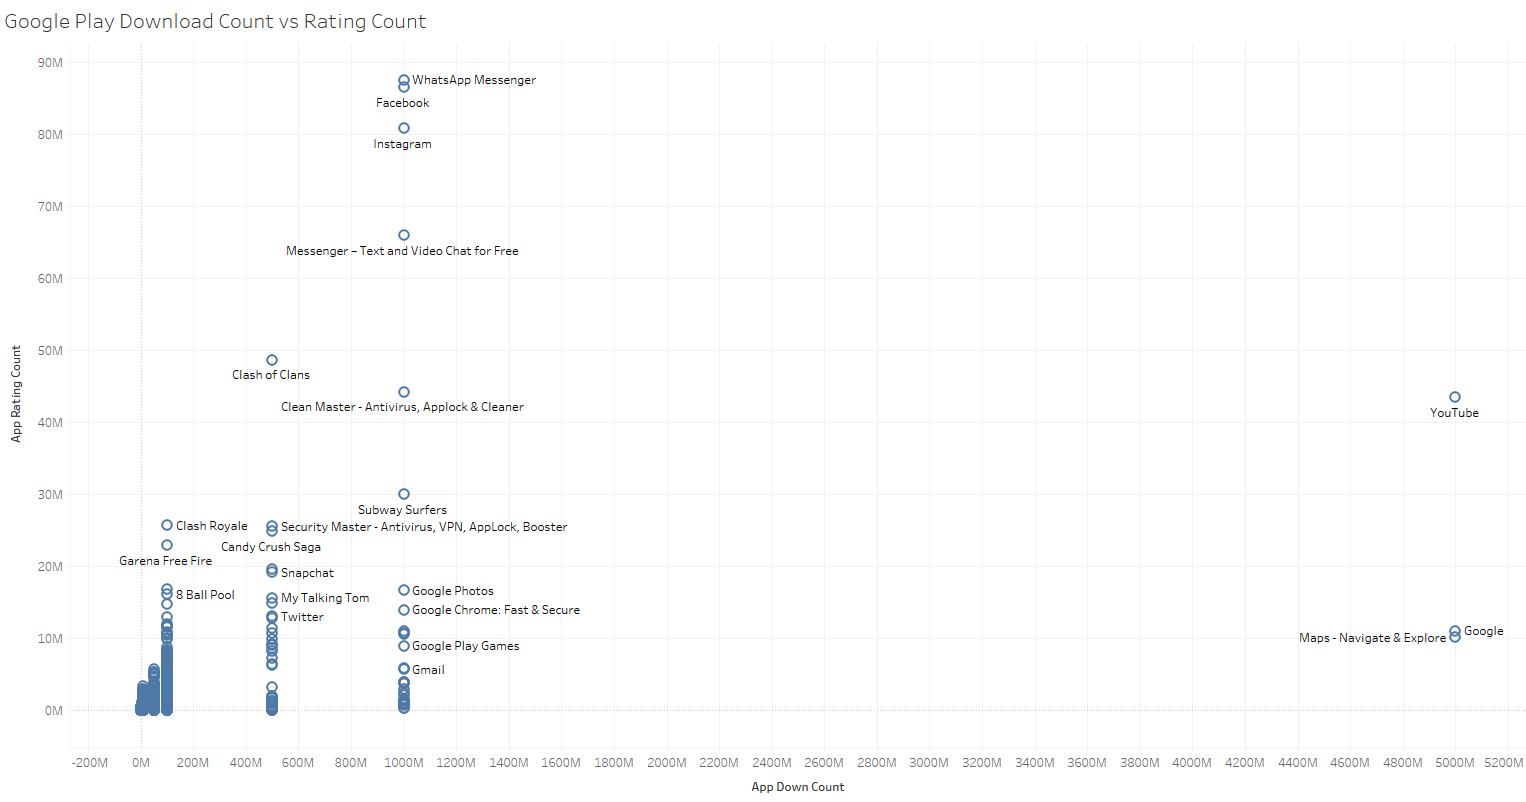 Google Play Download Count vs Rating Count
90M
WhatsApp Messenger
Facebook
80M
Instagram
70M
Messenger – Text and Video Chat for Free
60M
50M
Clash of Clans
Clean Master - Antivirus, Applock & Cleaner
YouTube
40M
30M
Subway Surfers
Clash Royale
Security Master - Antivirus, VPN, AppLock, Booster
Candy Crush Saga
Garena Free Fire
20M
Snapchat
8 Ball Pool
My Talking Tom
Google Photos
Twitter
Google Chrome: Fast & Secure
10M
Google Play Games
Maps - Navigate & Explore
Google
Gmail
0M
App Rating Count
-200M 0M 200M 400M 600M 800M 1000M 1200M 1400M 1600M 1800M 2000M 2200M 2400M 2600M 2800M 3000M 3200M 3400M 3600M 3800M 4000M 4200M 4400M 4600M 4800M 5000M 5200M
App Down Count